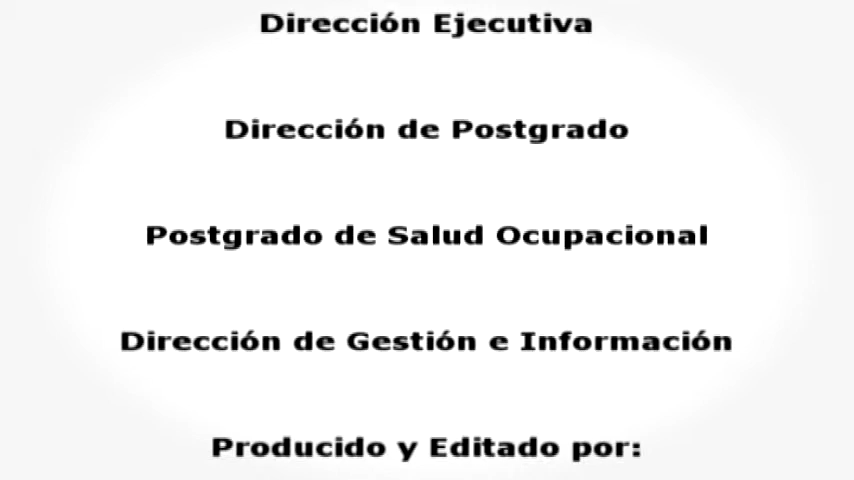 Dirección Ejecutiva
Dirección de Postgrado
Postgrado de Salud Ocupacional
Dirección de Gestión e Información
Producido y Editado por: